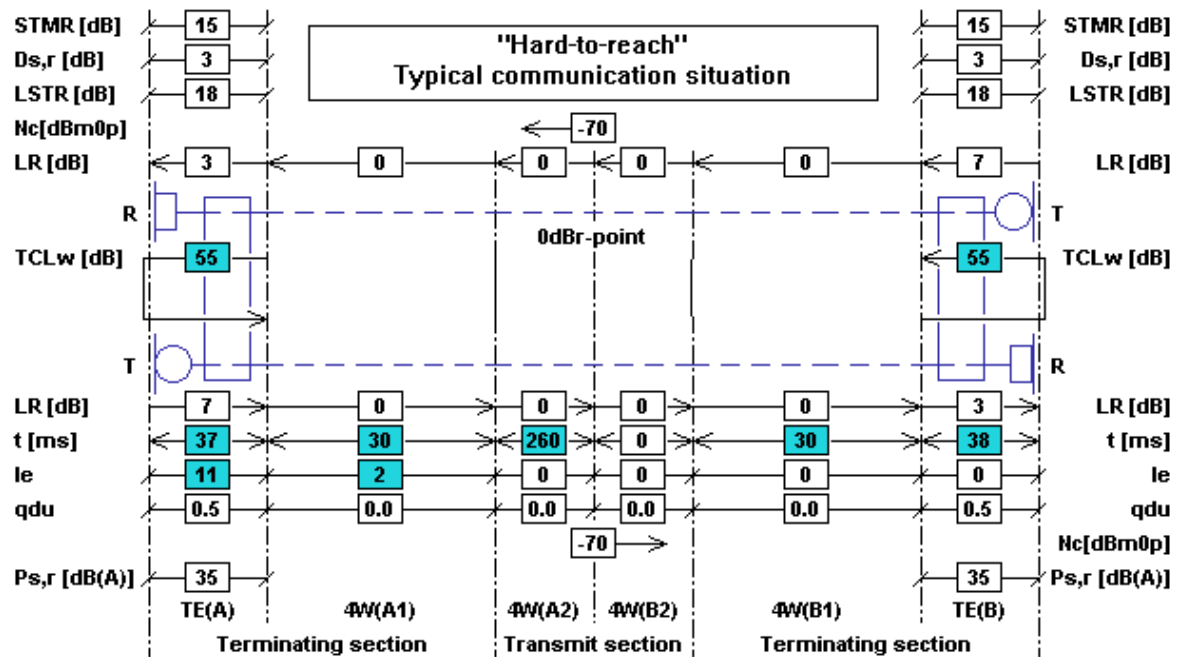 STMR [dB] 15 "Hard-to-reach" 15 STMR [dB]
Ds,r [dB] 3 Typical communication situation 3 Ds,r [dB]
LSTR [dB] 18 18 LSTR [dB]
Nc[dBm0p] -70
LR [dB] 3 0 0 0 0 7 LR [dB]
R T
0dBr-point
TCLw [dB] 55 55 TCLw [dB]
T R
LR [dB] 7 0 0 0 0 3 LR [dB]
t [ms] 37 30 260 0 30 38 t [ms]
Ie 11 2 0 0 0 0 Ie
qdu 0.5 0.0 0.0 0.0 0.0 0.5 qdu
-70 Nc[dBm0p]
Ps,r [dB(A)] 35 35 Ps,r [dB(A)]
TE(A) 4W(A1) 4W(A2) 4W(B2) 4W(B1) TE(B)
Terminating section Transmit section Terminating section